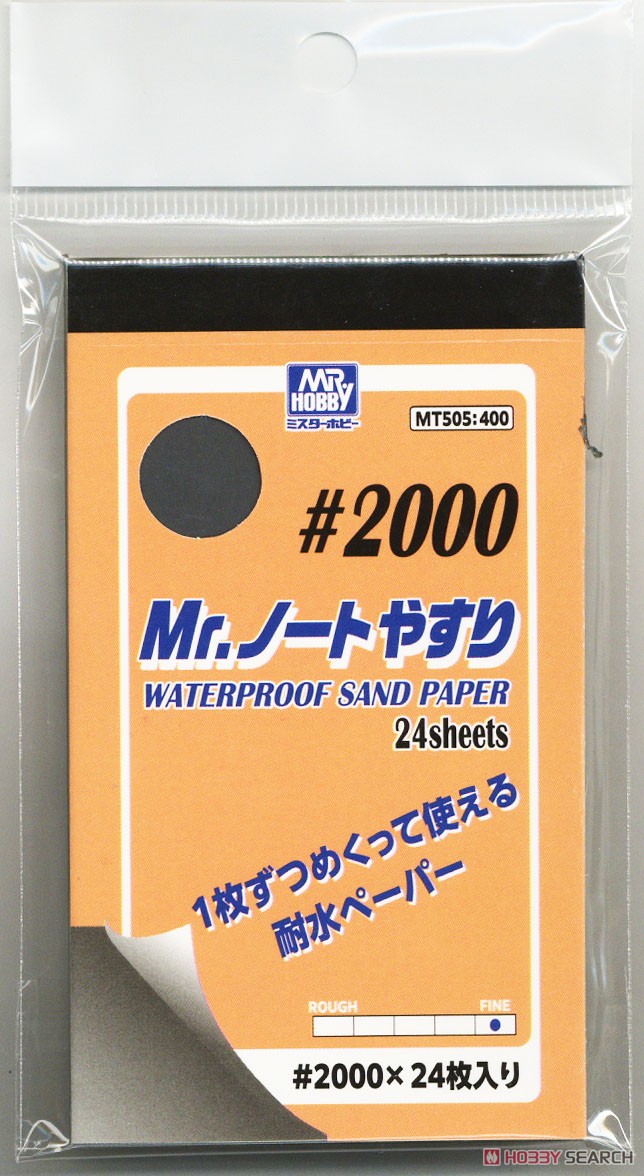 MR
HOBBY
ミスターホビー
MT505:400
#2000
Mr.ノートやすり
WATERPROOF SAND PAPER
24sheets
1枚ずつめくって使える
耐水ペーパー
ROUGH FINE
#2000×24枚入り
HOBBY SEARCH